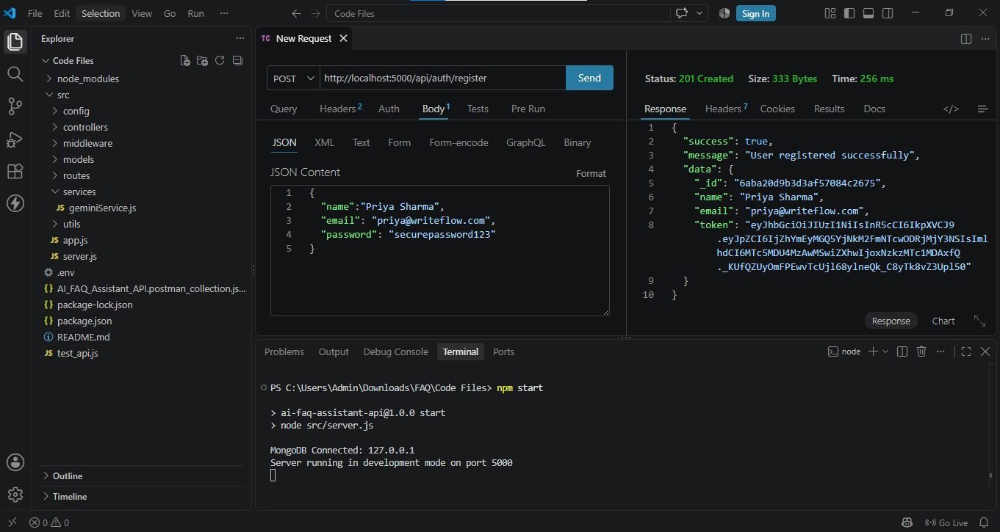 File Edit Selection View Go Run ···
Code Files
Sign In
Explorer ···
Code Files
node_modules
src
config
controllers
middleware
models
routes
services
JS geminiService.js
utils
JS app.js
JS server.js
.env
{} AI_FAQ_Assistant_API.postman_collection.js...
{} package-lock.json
{} package.json
README.md
JS test_api.js
Outline
Timeline
TC New Request
POST http://localhost:5000/api/auth/register Send
Query Headers 2 Auth Body 1 Tests Pre Run
JSON XML Text Form Form-encode GraphQL Binary
JSON Content Format
1 {
2 "name":"Priya Sharma",
3 "email": "priya@writeflow.com",
4 "password": "securepassword123"
5 }
Status: 201 Created Size: 333 Bytes Time: 256 ms
Response Headers 7 Cookies Results Docs </>
1 {
2 "success": true,
3 "message": "User registered successfully",
4 "data": {
5 "_id": "6aba20d9b3d3af57084c2675",
6 "name": "Priya Sharma",
7 "email": "priya@writeflow.com",
8 "token": "eyJhbGciOiJIUzI1NiIsInR5cCI6IkpXVCJ9
.eyJpZCI6IjZhYmEyMGQ5YjNkM2FmNTcwODRjMjY3NSIsIml
hdCI6MTc5MDU4MzAwMSwiZXhwIjoxNzkzMTc1MDAxfQ
._KUfQZUyOmFPEwvTcUjl68ylneQk_C8yTk8vZ3Upl50"
9 }
10 }
Response Chart
Problems Output Debug Console Terminal Ports
node
PS C:\Users\Admin\Downloads\FAQ\Code Files> npm start
> ai-faq-assistant-api@1.0.0 start
> node src/server.js
MongoDB Connected: 127.0.0.1
Server running in development mode on port 5000
0 0
Go Live